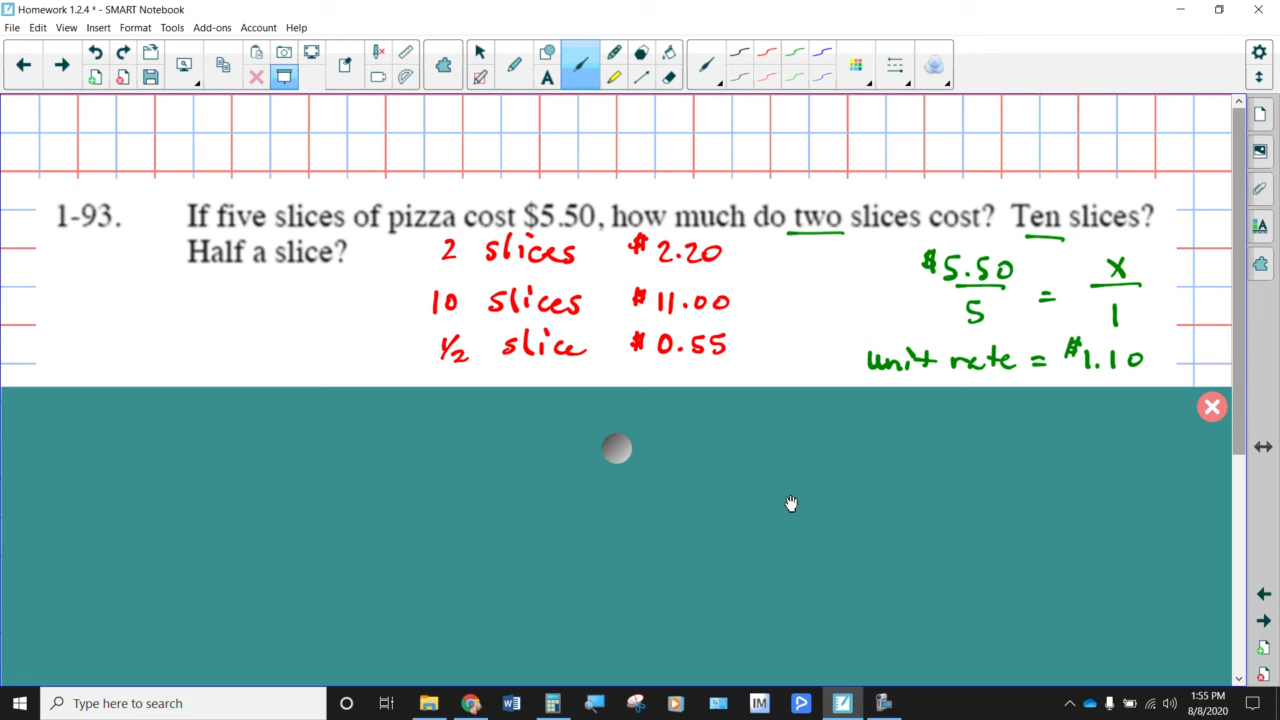 Homework 1.2.4 * - SMART Notebook
File Edit View Insert Format Tools Add-ons Account Help
1-93. If five slices of pizza cost $5.50, how much do two slices cost? Ten slices?
Half a slice?
2 slices $2.20
10 slices $11.00
1/2 slice $0.55
$5.50/5 = x/1
unit rate = $1.10
Type here to search
1:55 PM
8/8/2020